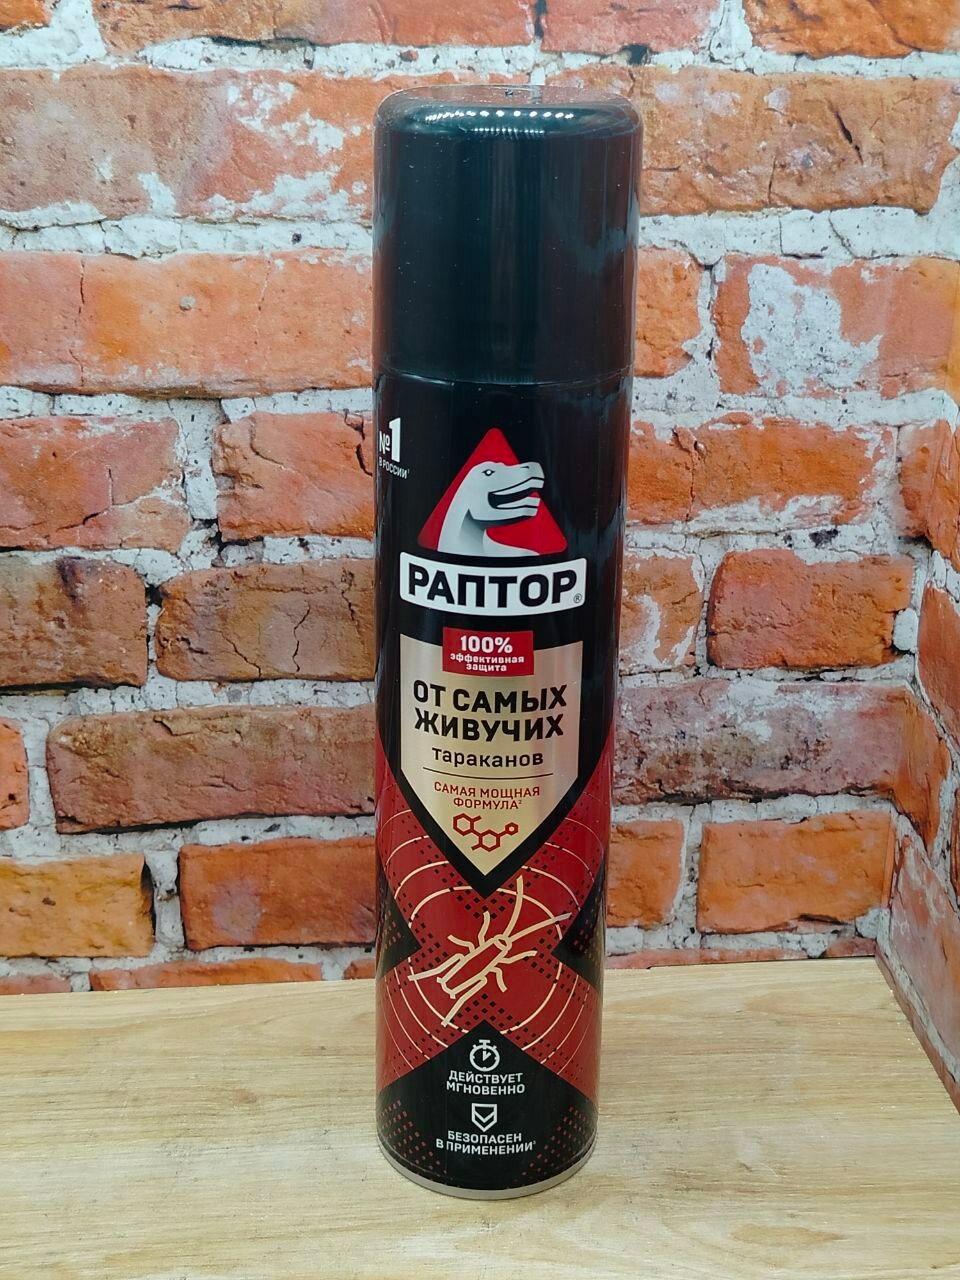 №1
В РОССИИ¹
РАПТОР®
100%
эффективная
защита
ОТ САМЫХ
ЖИВУЧИХ
тараканов
САМАЯ МОЩНАЯ
ФОРМУЛА²
ДЕЙСТВУЕТ
МГНОВЕННО
БЕЗОПАСЕН
В ПРИМЕНЕНИИ³